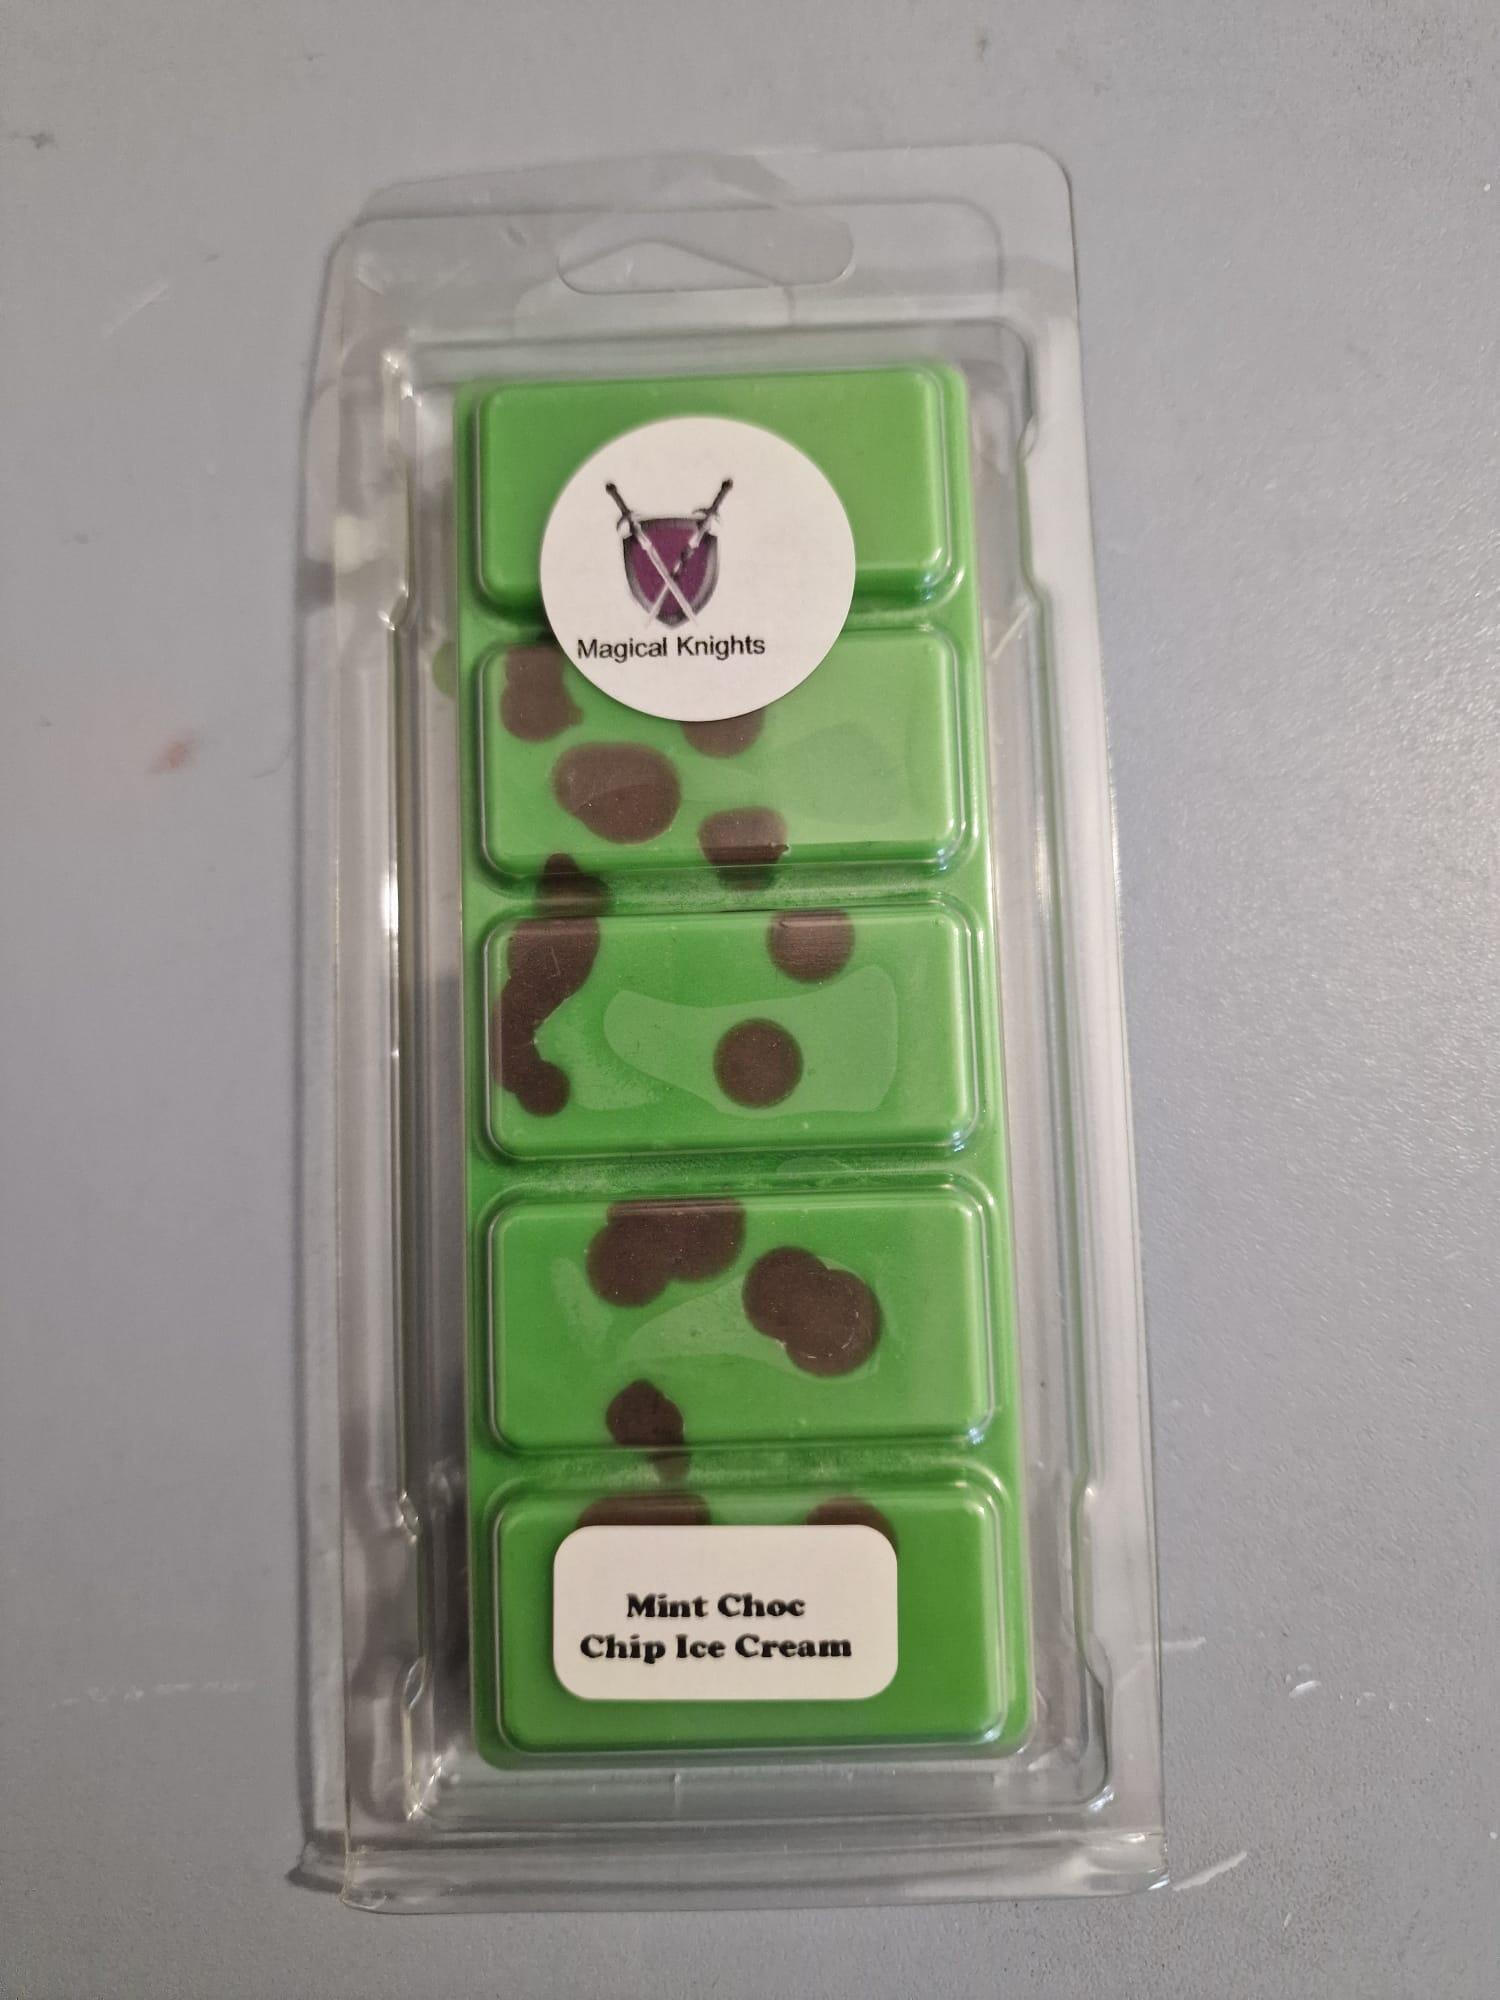 Magical Knights
Mint Choc
Chip Ice Cream